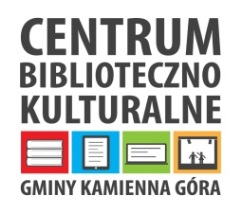 CENTRUM
BIBLIOTECZNO
KULTURALNE
GMINY KAMIENNA GÓRA